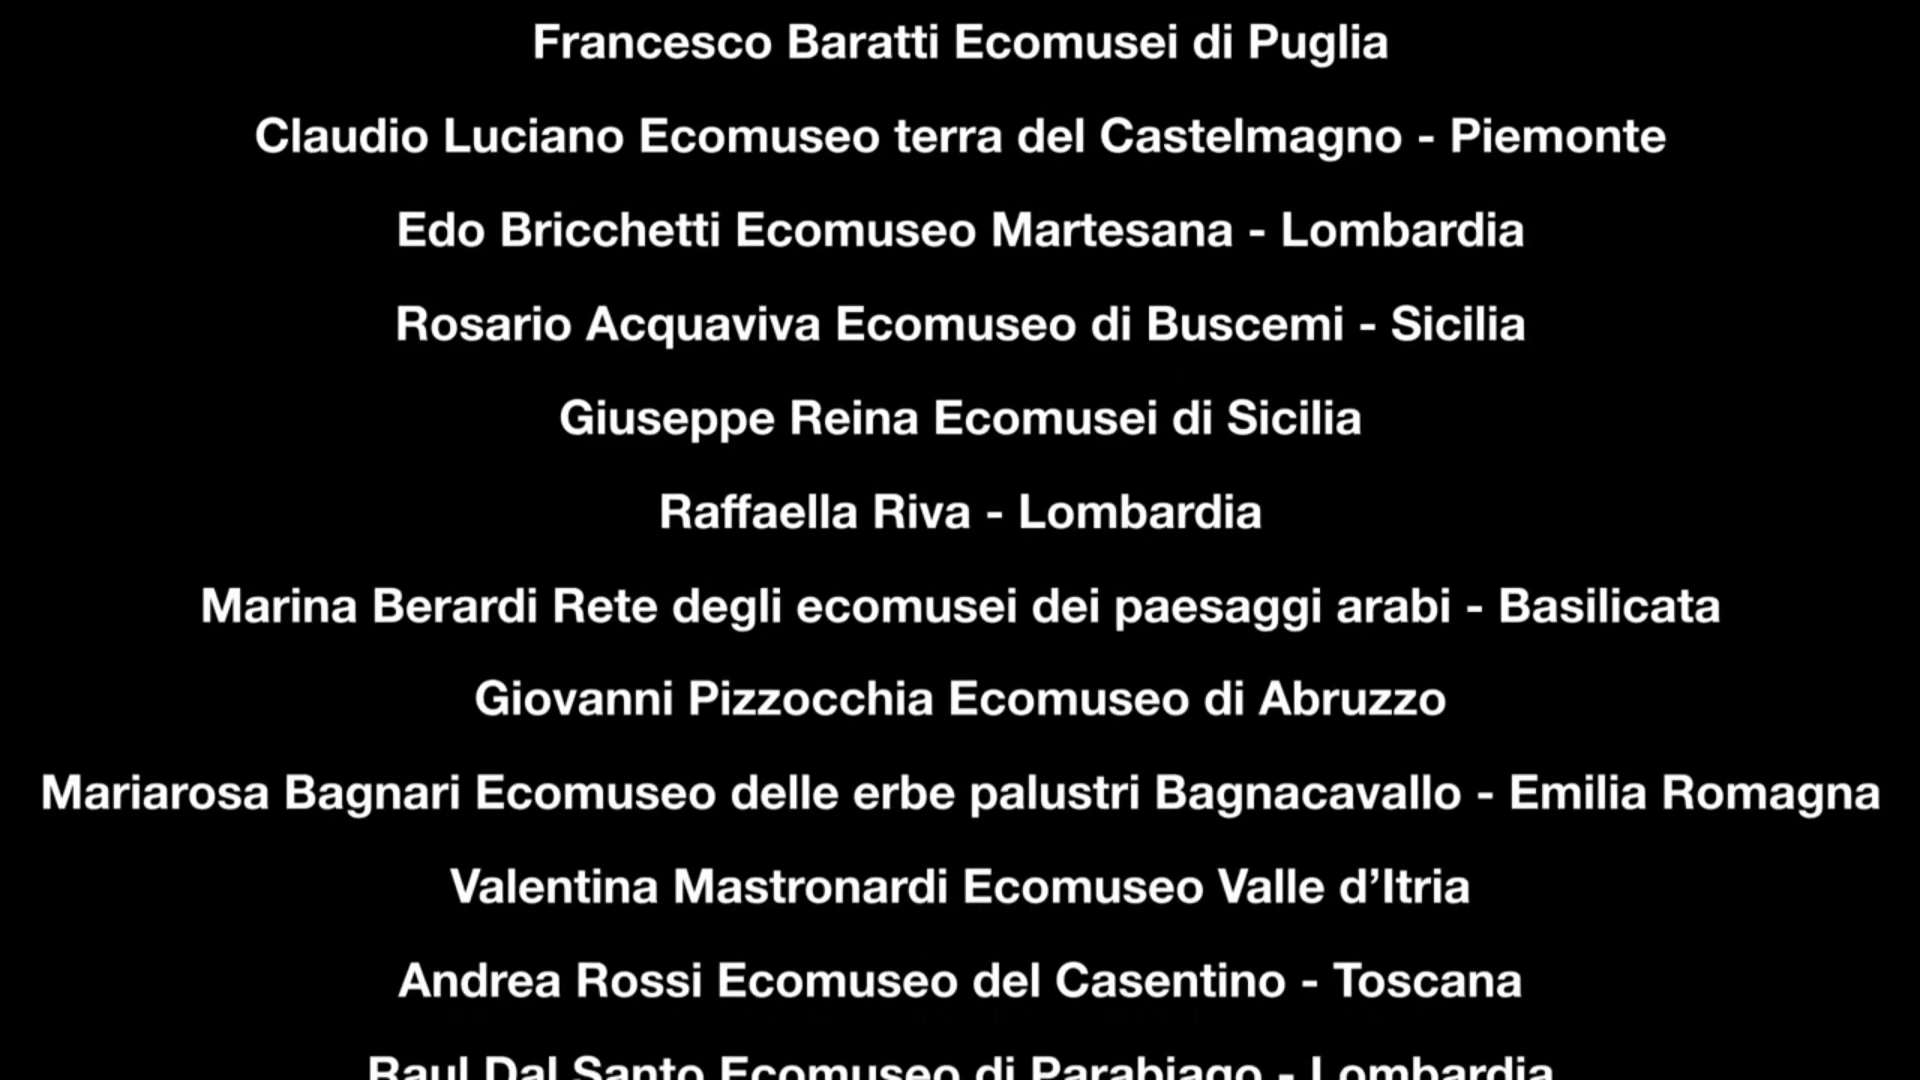 Francesco Baratti Ecomusei di Puglia
Claudio Luciano Ecomuseo terra del Castelmagno - Piemonte
Edo Bricchetti Ecomuseo Martesana - Lombardia
Rosario Acquaviva Ecomuseo di Buscemi - Sicilia
Giuseppe Reina Ecomusei di Sicilia
Raffaella Riva - Lombardia
Marina Berardi Rete degli ecomusei dei paesaggi arabi - Basilicata
Giovanni Pizzocchia Ecomuseo di Abruzzo
Mariarosa Bagnari Ecomuseo delle erbe palustri Bagnacavallo - Emilia Romagna
Valentina Mastronardi Ecomuseo Valle d’Itria
Andrea Rossi Ecomuseo del Casentino - Toscana
Raul Dal Santo Ecomuseo di Parabiago - Lombardia